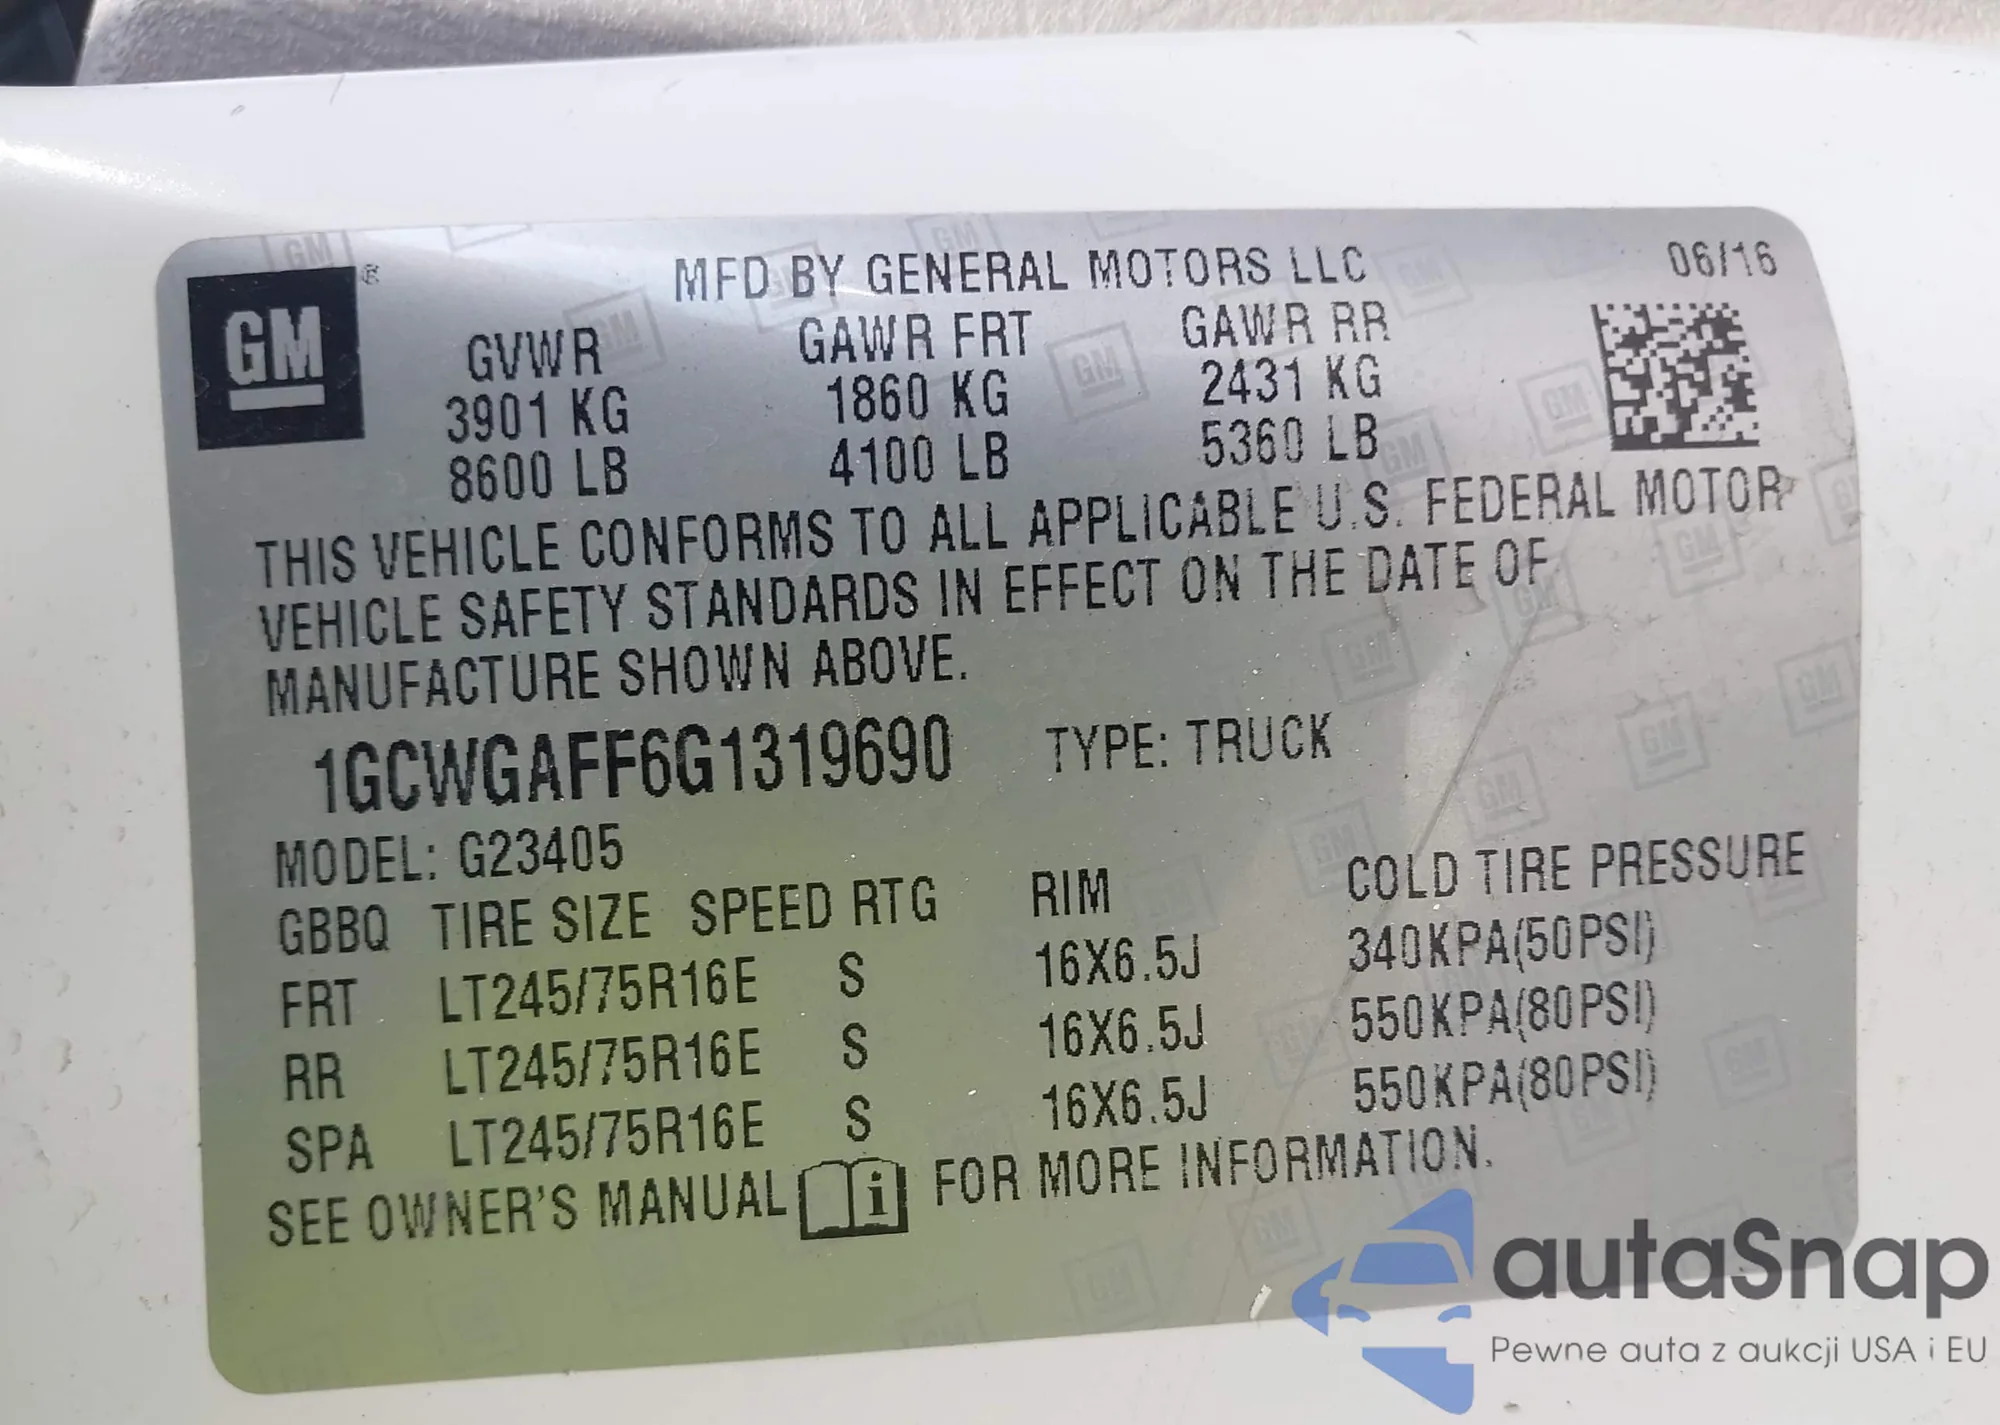 GM ®
MFD BY GENERAL MOTORS LLC
06/16
GVWR GAWR FRT GAWR RR
3901 KG 1860 KG 2431 KG
8600 LB 4100 LB 5360 LB
THIS VEHICLE CONFORMS TO ALL APPLICABLE U.S. FEDERAL MOTOR
VEHICLE SAFETY STANDARDS IN EFFECT ON THE DATE OF
MANUFACTURE SHOWN ABOVE.
1GCWGAFF6G1319690 TYPE: TRUCK
MODEL: G23405
GBBQ TIRE SIZE SPEED RTG RIM COLD TIRE PRESSURE
FRT LT245/75R16E S 16X6.5J 340KPA(50PSI)
RR LT245/75R16E S 16X6.5J 550KPA(80PSI)
SPA LT245/75R16E S 16X6.5J 550KPA(80PSI)
SEE OWNER'S MANUAL i FOR MORE INFORMATION.
autaSnap
Pewne auta z aukcji USA i EU